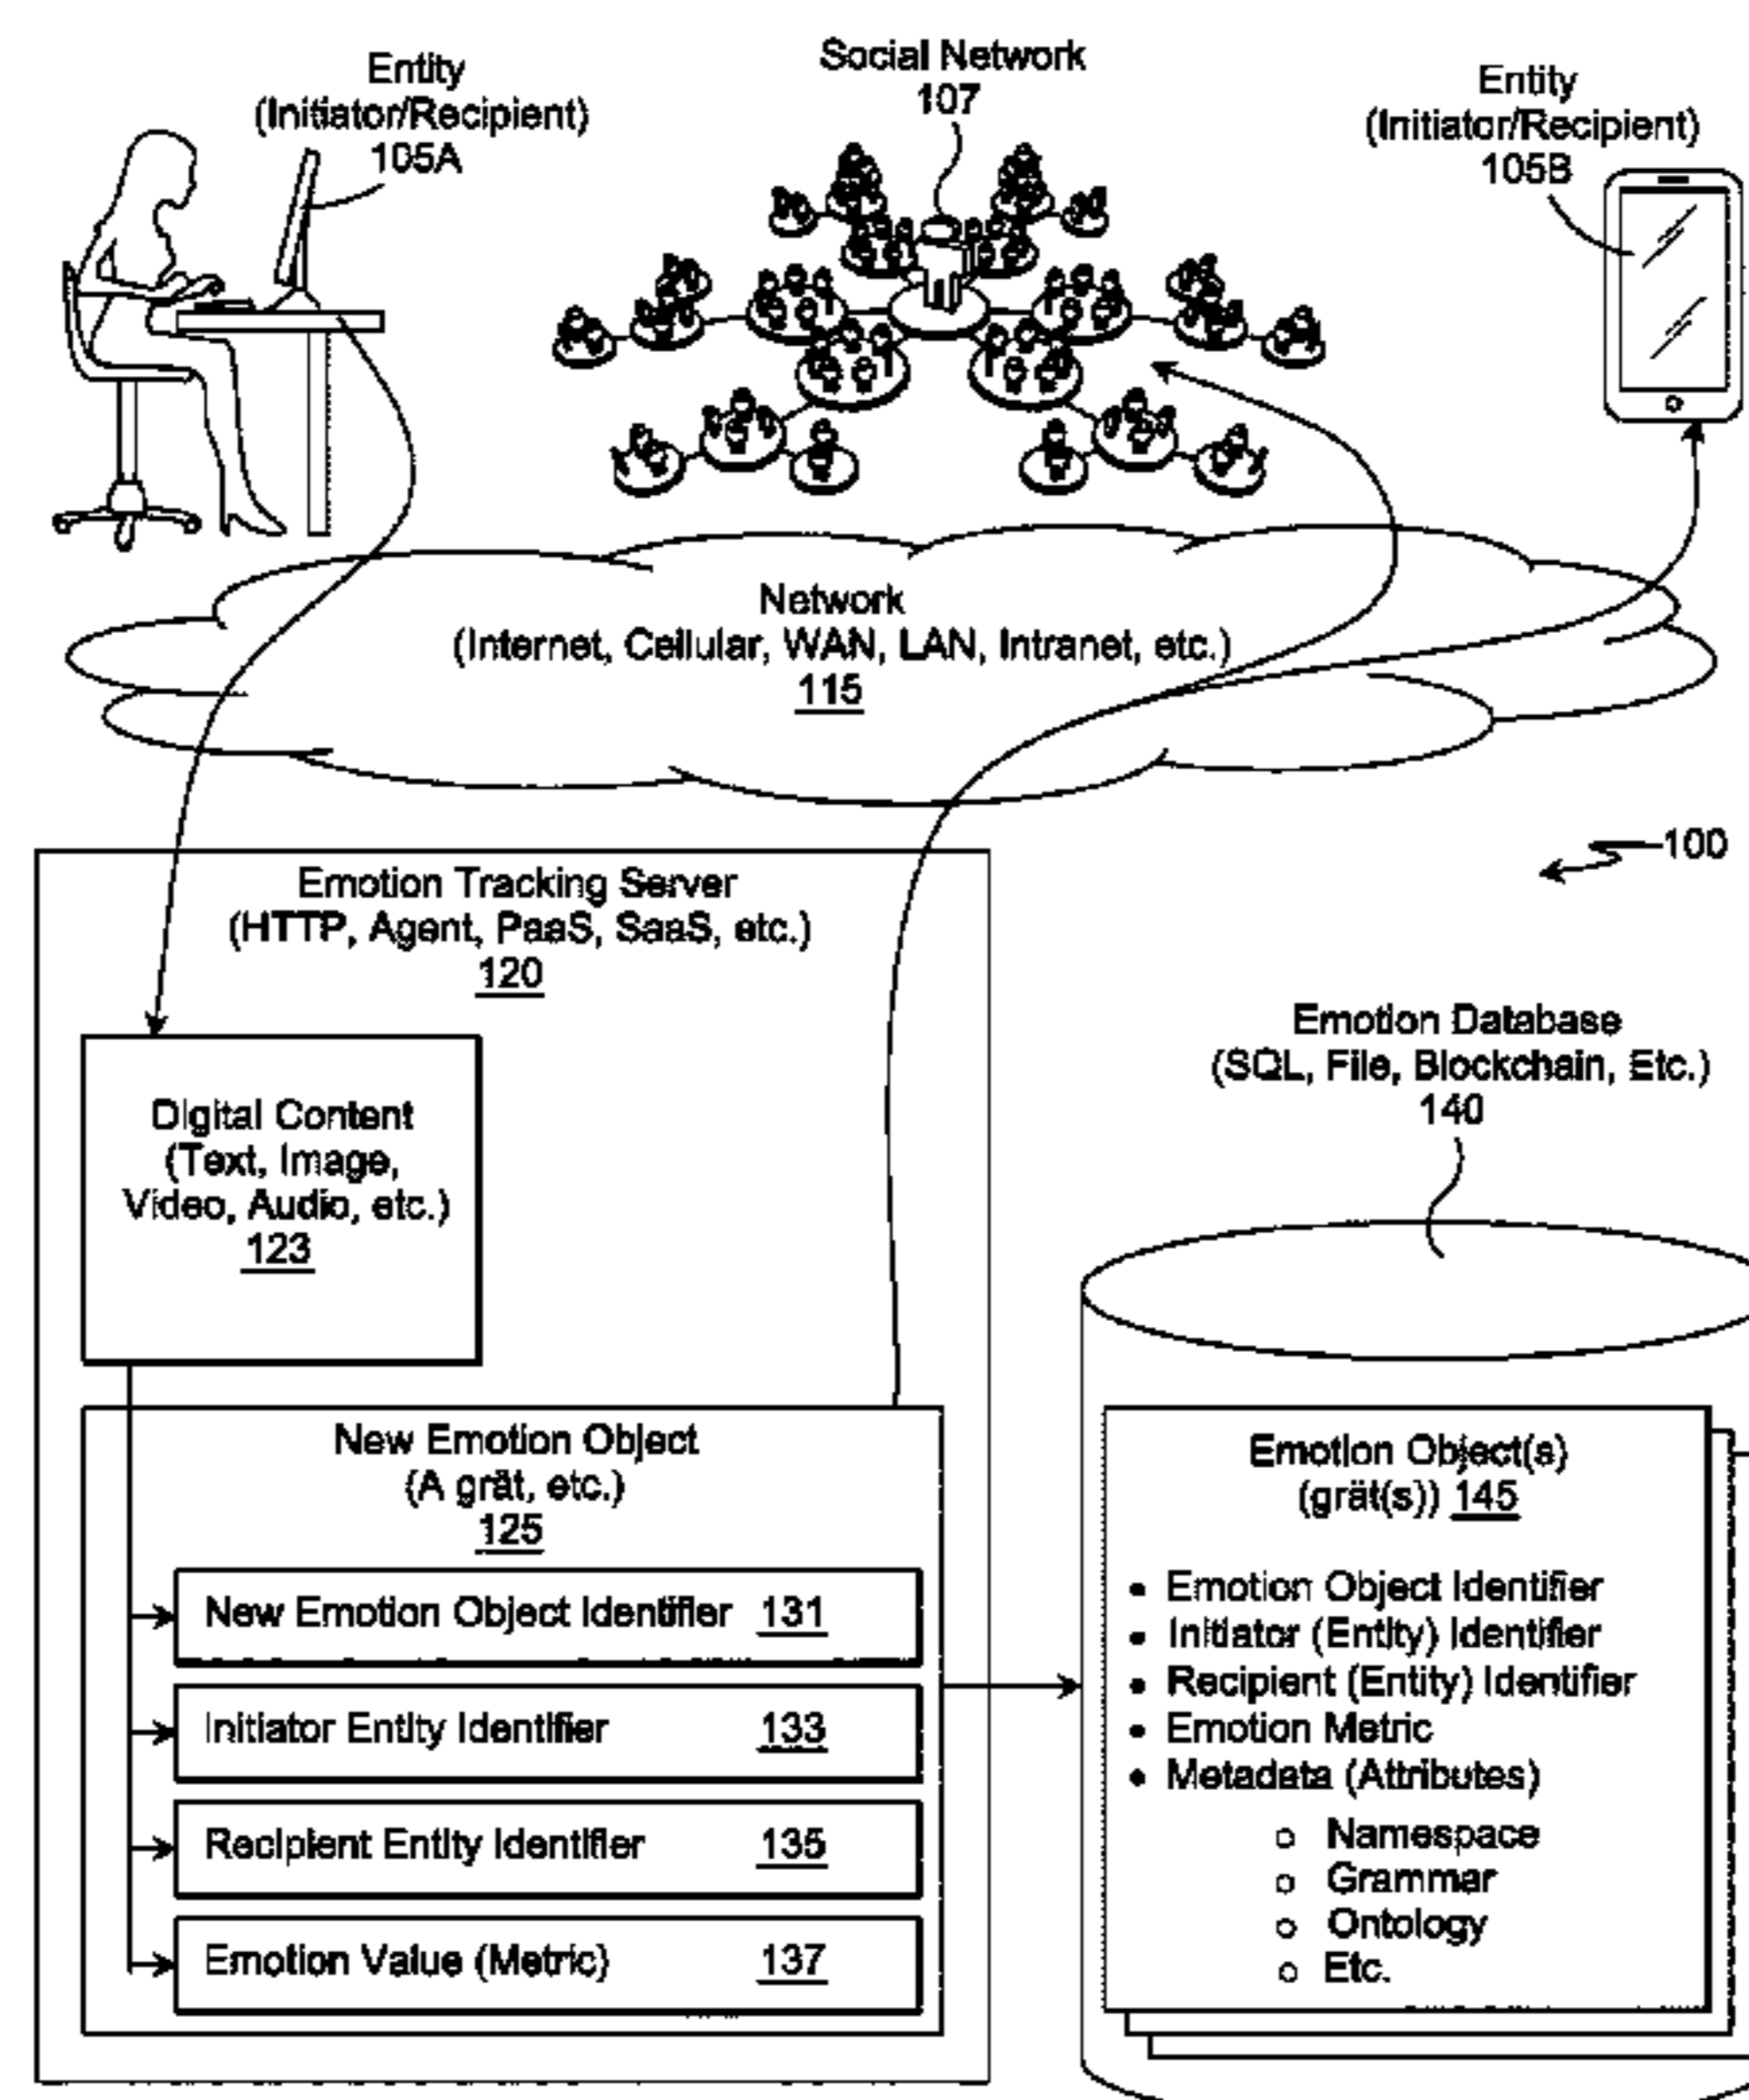 Entity
(Initiator/Recipient)
105A
Social Network
107
Entity
(Initiator/Recipient)
105B
Network
(Internet, Cellular, WAN, LAN, Intranet, etc.)
115
100
Emotion Tracking Server
(HTTP, Agent, PaaS, SaaS, etc.)
120
Digital Content
(Text, Image,
Video, Audio, etc.)
123
New Emotion Object
(A grät, etc.)
125
New Emotion Object Identifier 131
Initiator Entity Identifier 133
Recipient Entity Identifier 135
Emotion Value (Metric) 137
Emotion Database
(SQL, File, Blockchain, Etc.)
140
Emotion Object(s)
(grät(s)) 145
• Emotion Object Identifier
• Initiator (Entity) Identifier
• Recipient (Entity) Identifier
• Emotion Metric
• Metadata (Attributes)
o Namespace
o Grammar
o Ontology
o Etc.